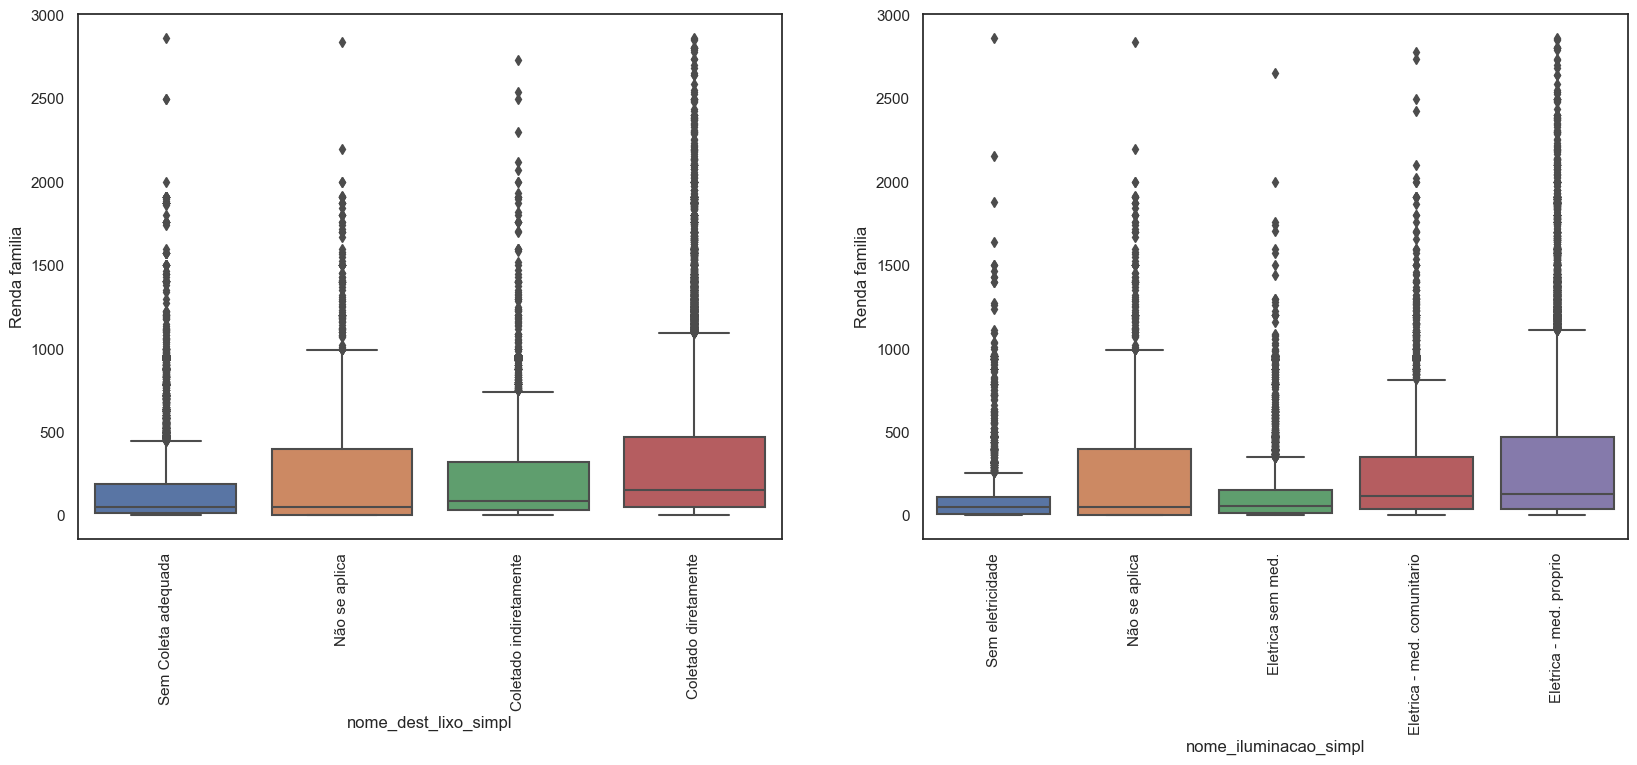 3000
2500
2000
1500
1000
500
0
Renda familia
Sem Coleta adequada
Não se aplica
Coletado indiretamente
Coletado diretamente
nome_dest_lixo_simpl
3000
2500
2000
1500
1000
500
0
Renda familia
Sem eletricidade
Não se aplica
Eletrica sem med.
Eletrica - med. comunitario
Eletrica - med. proprio
nome_iluminacao_simpl